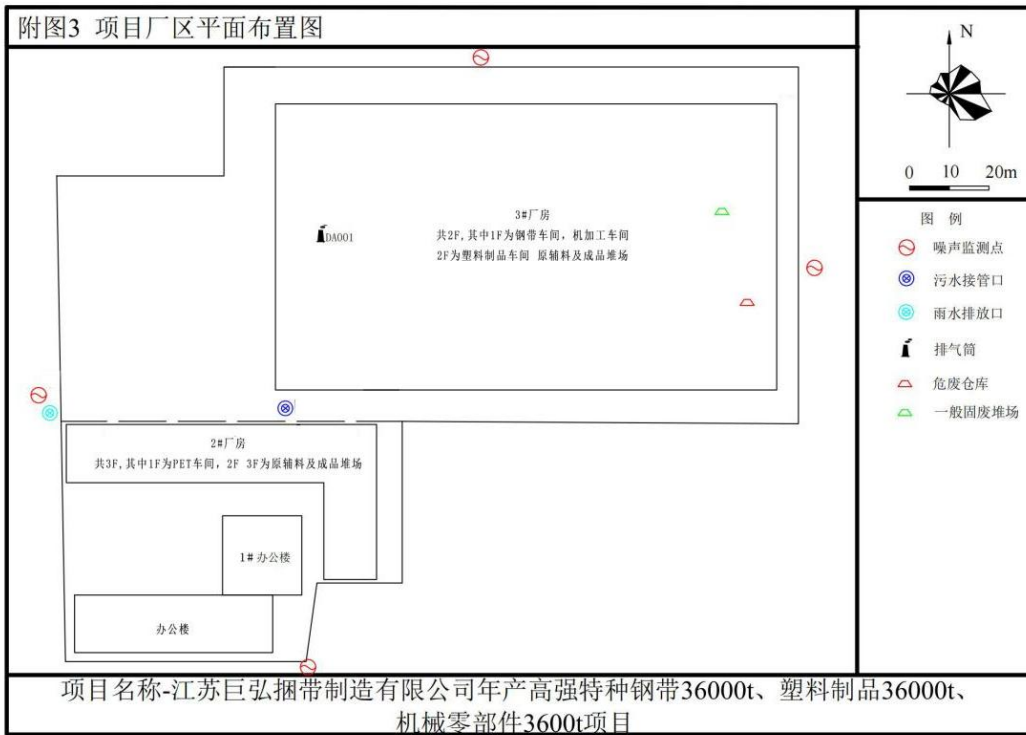 附图3 项目厂区平面布置图
N
0 10 20m
3#厂房
共2F,其中1F为钢带车间，机加工车间
2F为塑料制品车间 原辅料及成品堆场
DA001
图 例
噪声监测点
污水接管口
雨水排放口
排气筒
危废仓库
一般固废堆场
2#厂房
共3F,其中1F为PET车间，2F 3F为原辅料及成品堆场
1#办公楼
办公楼
项目名称-江苏巨弘捆带制造有限公司年产高强特种钢带36000t、塑料制品36000t、
机械零部件3600t项目